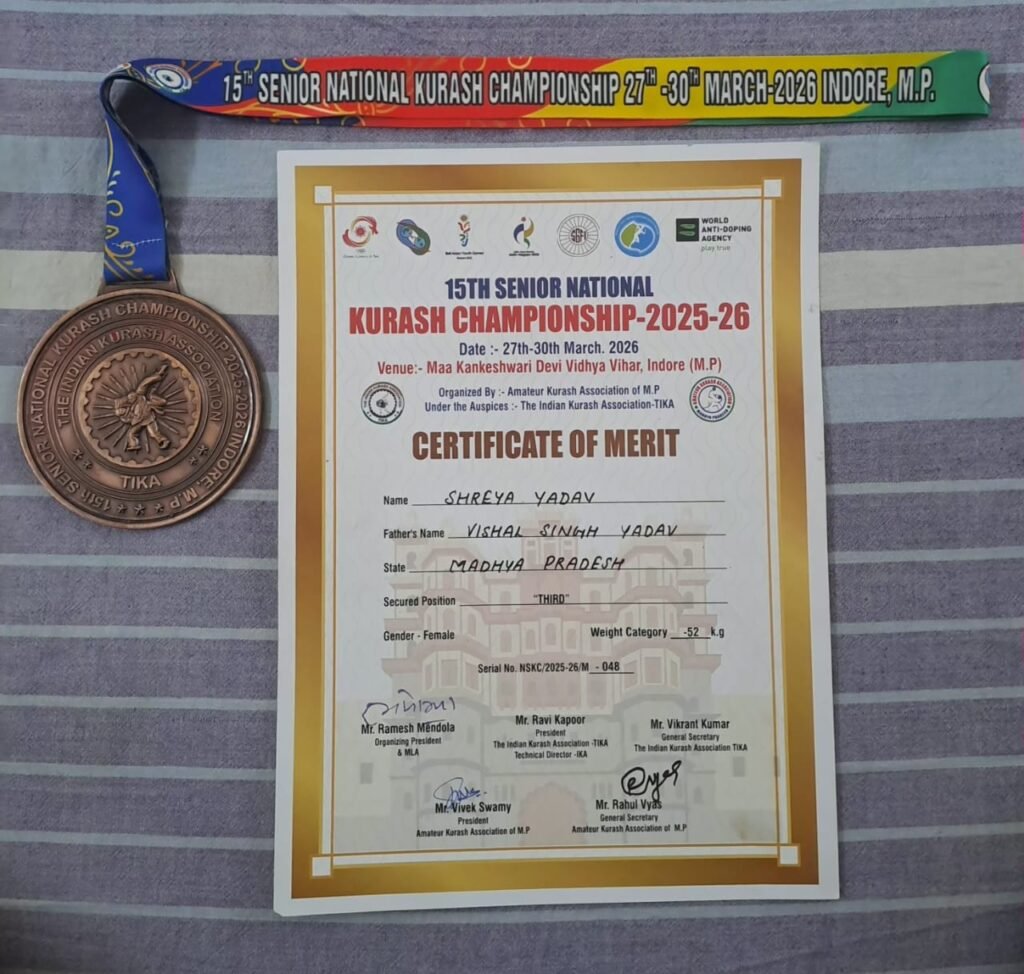 15TH SENIOR NATIONAL KURASH CHAMPIONSHIP 27TH -30TH MARCH-2026 INDORE, M.P.
15th SENIOR NATIONAL KURASH CHAMPIONSHIP 2025-2026 INDORE, M.P
THE INDIAN KURASH ASSOCIATION
TIKA
WORLD
ANTI-DOPING
AGENCY
play true
15TH SENIOR NATIONAL
KURASH CHAMPIONSHIP-2025-26
Date :- 27th-30th March. 2026
Venue:- Maa Kankeshwari Devi Vidhya Vihar, Indore (M.P)
Organized By :- Amateur Kurash Association of M.P
Under the Auspices :- The Indian Kurash Association-TIKA
CERTIFICATE OF MERIT
Name SHREYA YADAV
Father's Name VISHAL SINGH YADAV
State MADHYA PRADESH
Secured Position "THIRD"
Gender - Female Weight Category -52 k.g
Serial No. NSKC/2025-26/M - 048
Mr. Ramesh Mendola
Organizing President
& MLA
Mr. Ravi Kapoor
President
The Indian Kurash Association -TIKA
Technical Director -IKA
Mr. Vikrant Kumar
General Secretary
The Indian Kurash Association TIKA
Mr. Vivek Swamy
President
Amateur Kurash Association of M.P
Mr. Rahul Vyas
General Secretary
Amateur Kurash Association of M.P